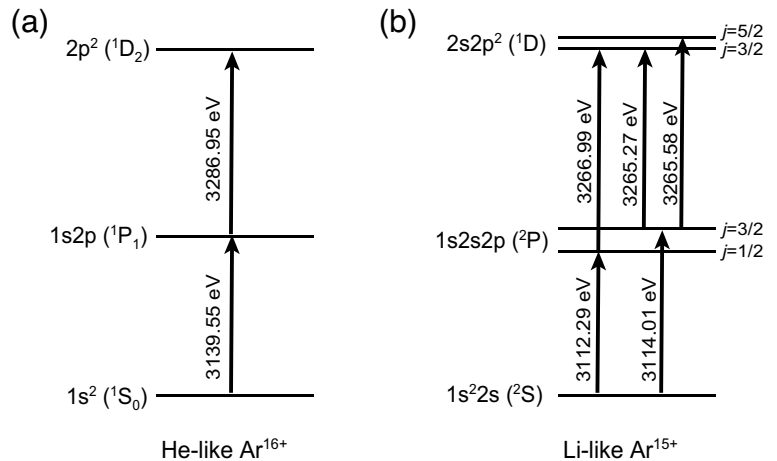 (a)
2p² (¹D₂)
3286.95 eV
1s2p (¹P₁)
3139.55 eV
1s² (¹S₀)
He-like Ar¹⁶⁺
(b)
2s2p² (¹D)
j=5/2
j=3/2
3266.99 eV
3265.27 eV
3265.58 eV
1s2s2p (²P)
j=3/2
j=1/2
3112.29 eV
3114.01 eV
1s²2s (²S)
Li-like Ar¹⁵⁺